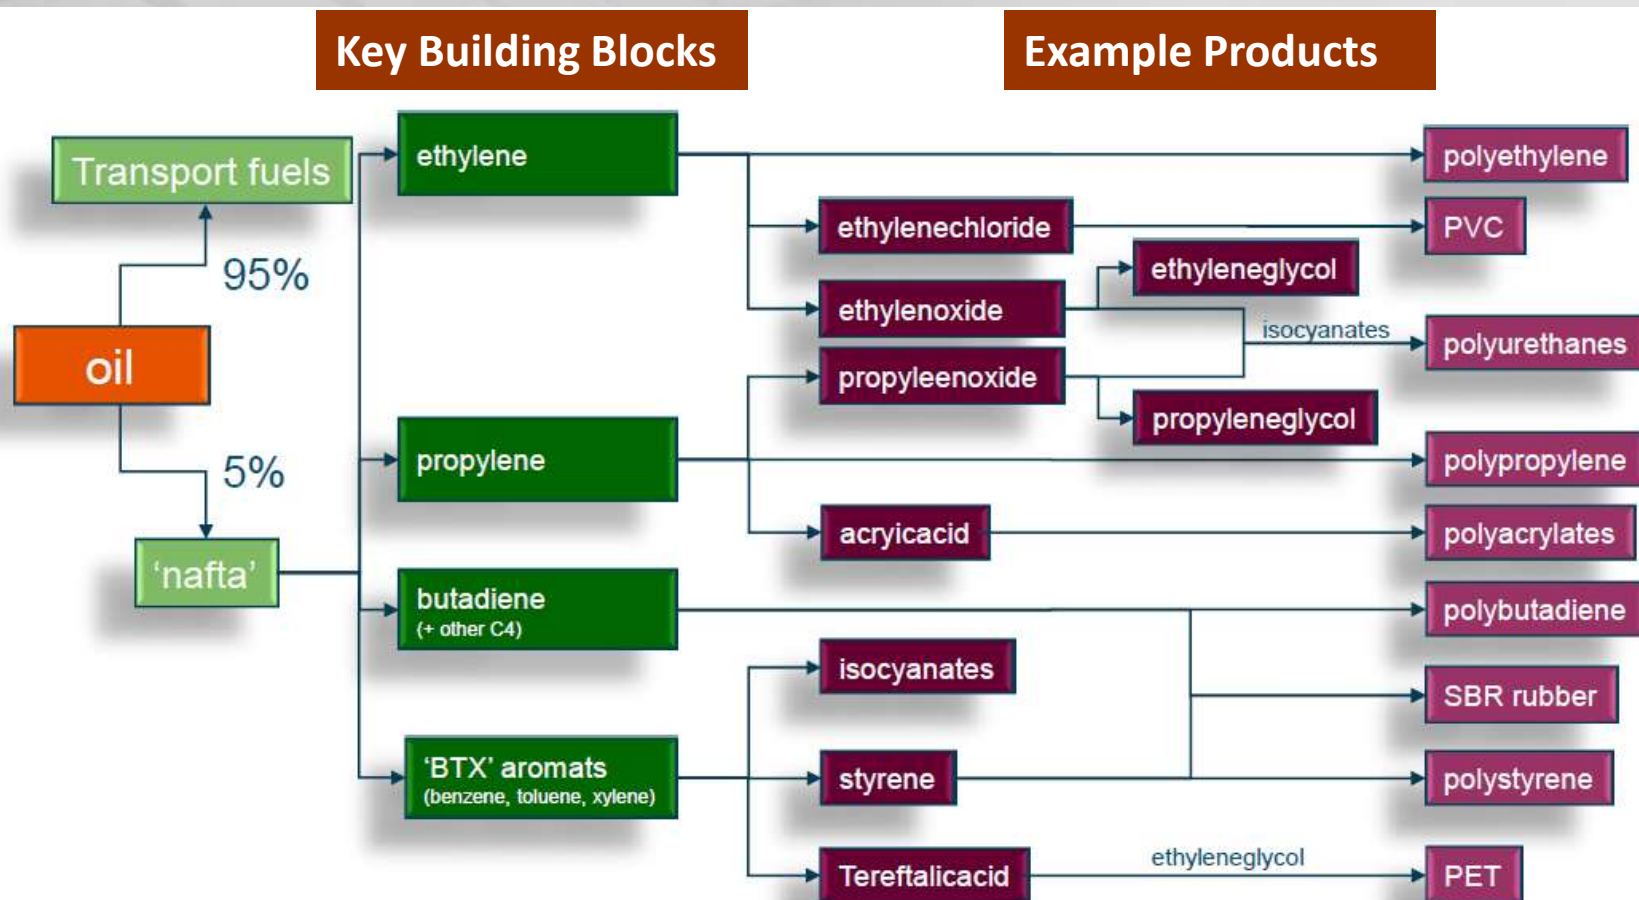 Key Building Blocks
Example Products
Transport fuels
95%
oil
5%
'nafta'
ethylene
propylene
butadiene
(+ other C4)
'BTX' aromats
(benzene, toluene, xylene)
ethylenechloride
ethylenoxide
propyleenoxide
acryicacid
isocyanates
styrene
Tereftalicacid
ethyleneglycol
propyleneglycol
isocyanates
ethyleneglycol
polyethylene
PVC
polyurethanes
polypropylene
polyacrylates
polybutadiene
SBR rubber
polystyrene
PET